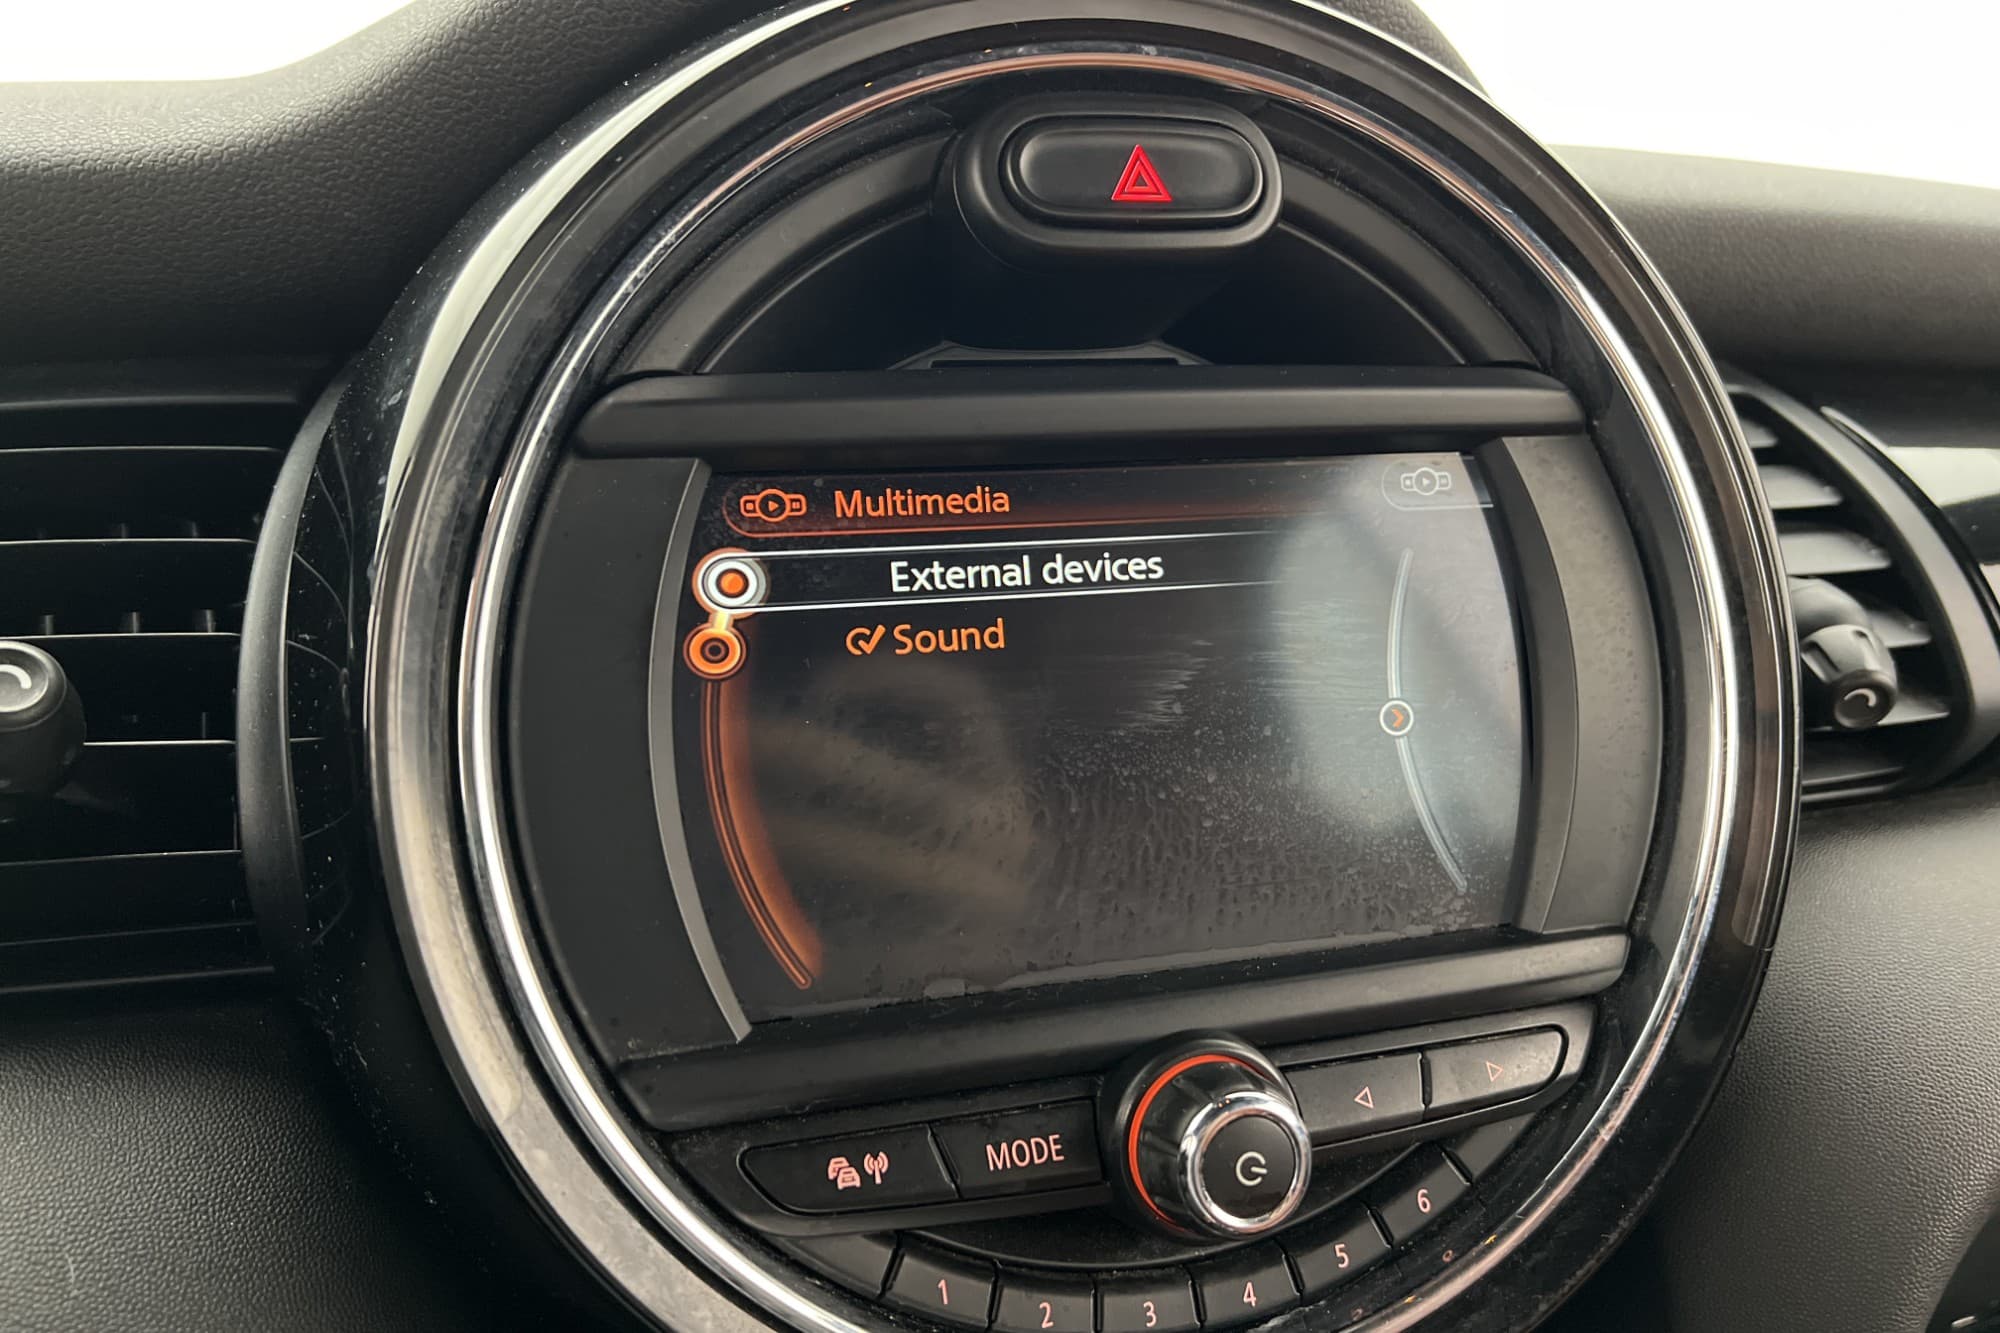 Multimedia
External devices
Sound
MODE
1 2 3 4 5 6